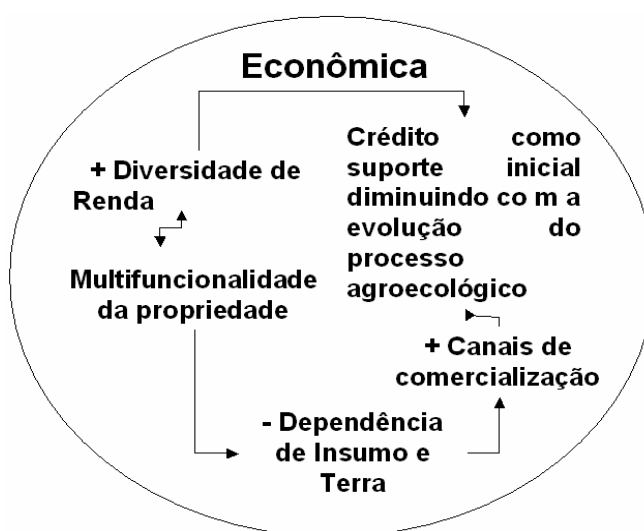 Econômica
+ Diversidade de
Renda
Multifuncionalidade
da propriedade
Crédito como
suporte inicial
diminuindo co m a
evolução do
processo
agroecológico
+ Canais de
comercialização
- Dependência
de Insumo e
Terra